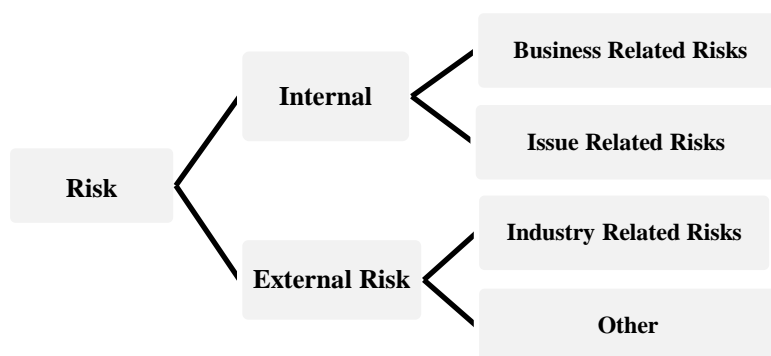 Business Related Risks
Internal
Issue Related Risks
Risk
Industry Related Risks
External Risk
Other